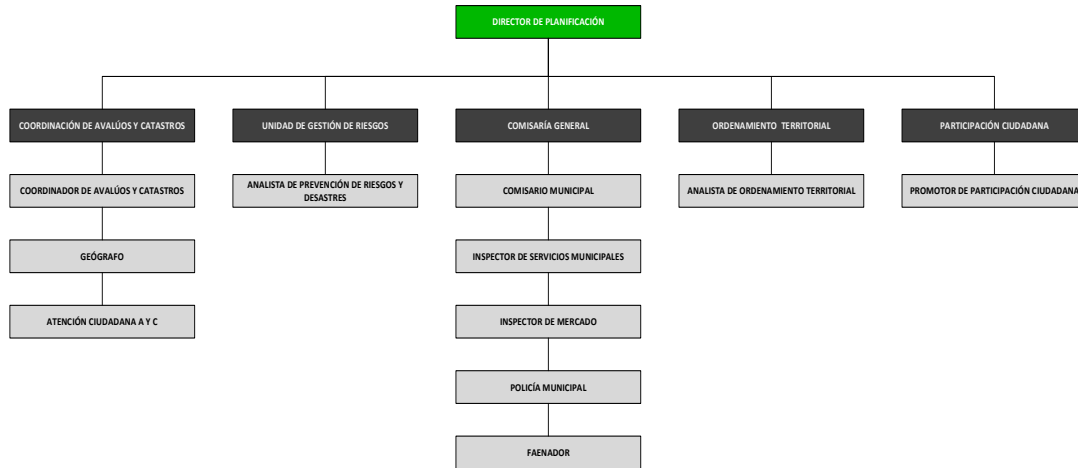 DIRECTOR DE PLANIFICACIÓN
COORDINACIÓN DE AVALÚOS Y CATASTROS
UNIDAD DE GESTIÓN DE RIESGOS
COMISARÍA GENERAL
ORDENAMIENTO TERRITORIAL
PARTICIPACIÓN CIUDADANA
COORDINADOR DE AVALÚOS Y CATASTROS
ANALISTA DE PREVENCIÓN DE RIESGOS Y
DESASTRES
COMISARIO MUNICIPAL
ANALISTA DE ORDENAMIENTO TERRITORIAL
PROMOTOR DE PARTICIPACIÓN CIUDADANA
GEÓGRAFO
INSPECTOR DE SERVICIOS MUNICIPALES
ATENCIÓN CIUDADANA A Y C
INSPECTOR DE MERCADO
POLICÍA MUNICIPAL
FAENADOR